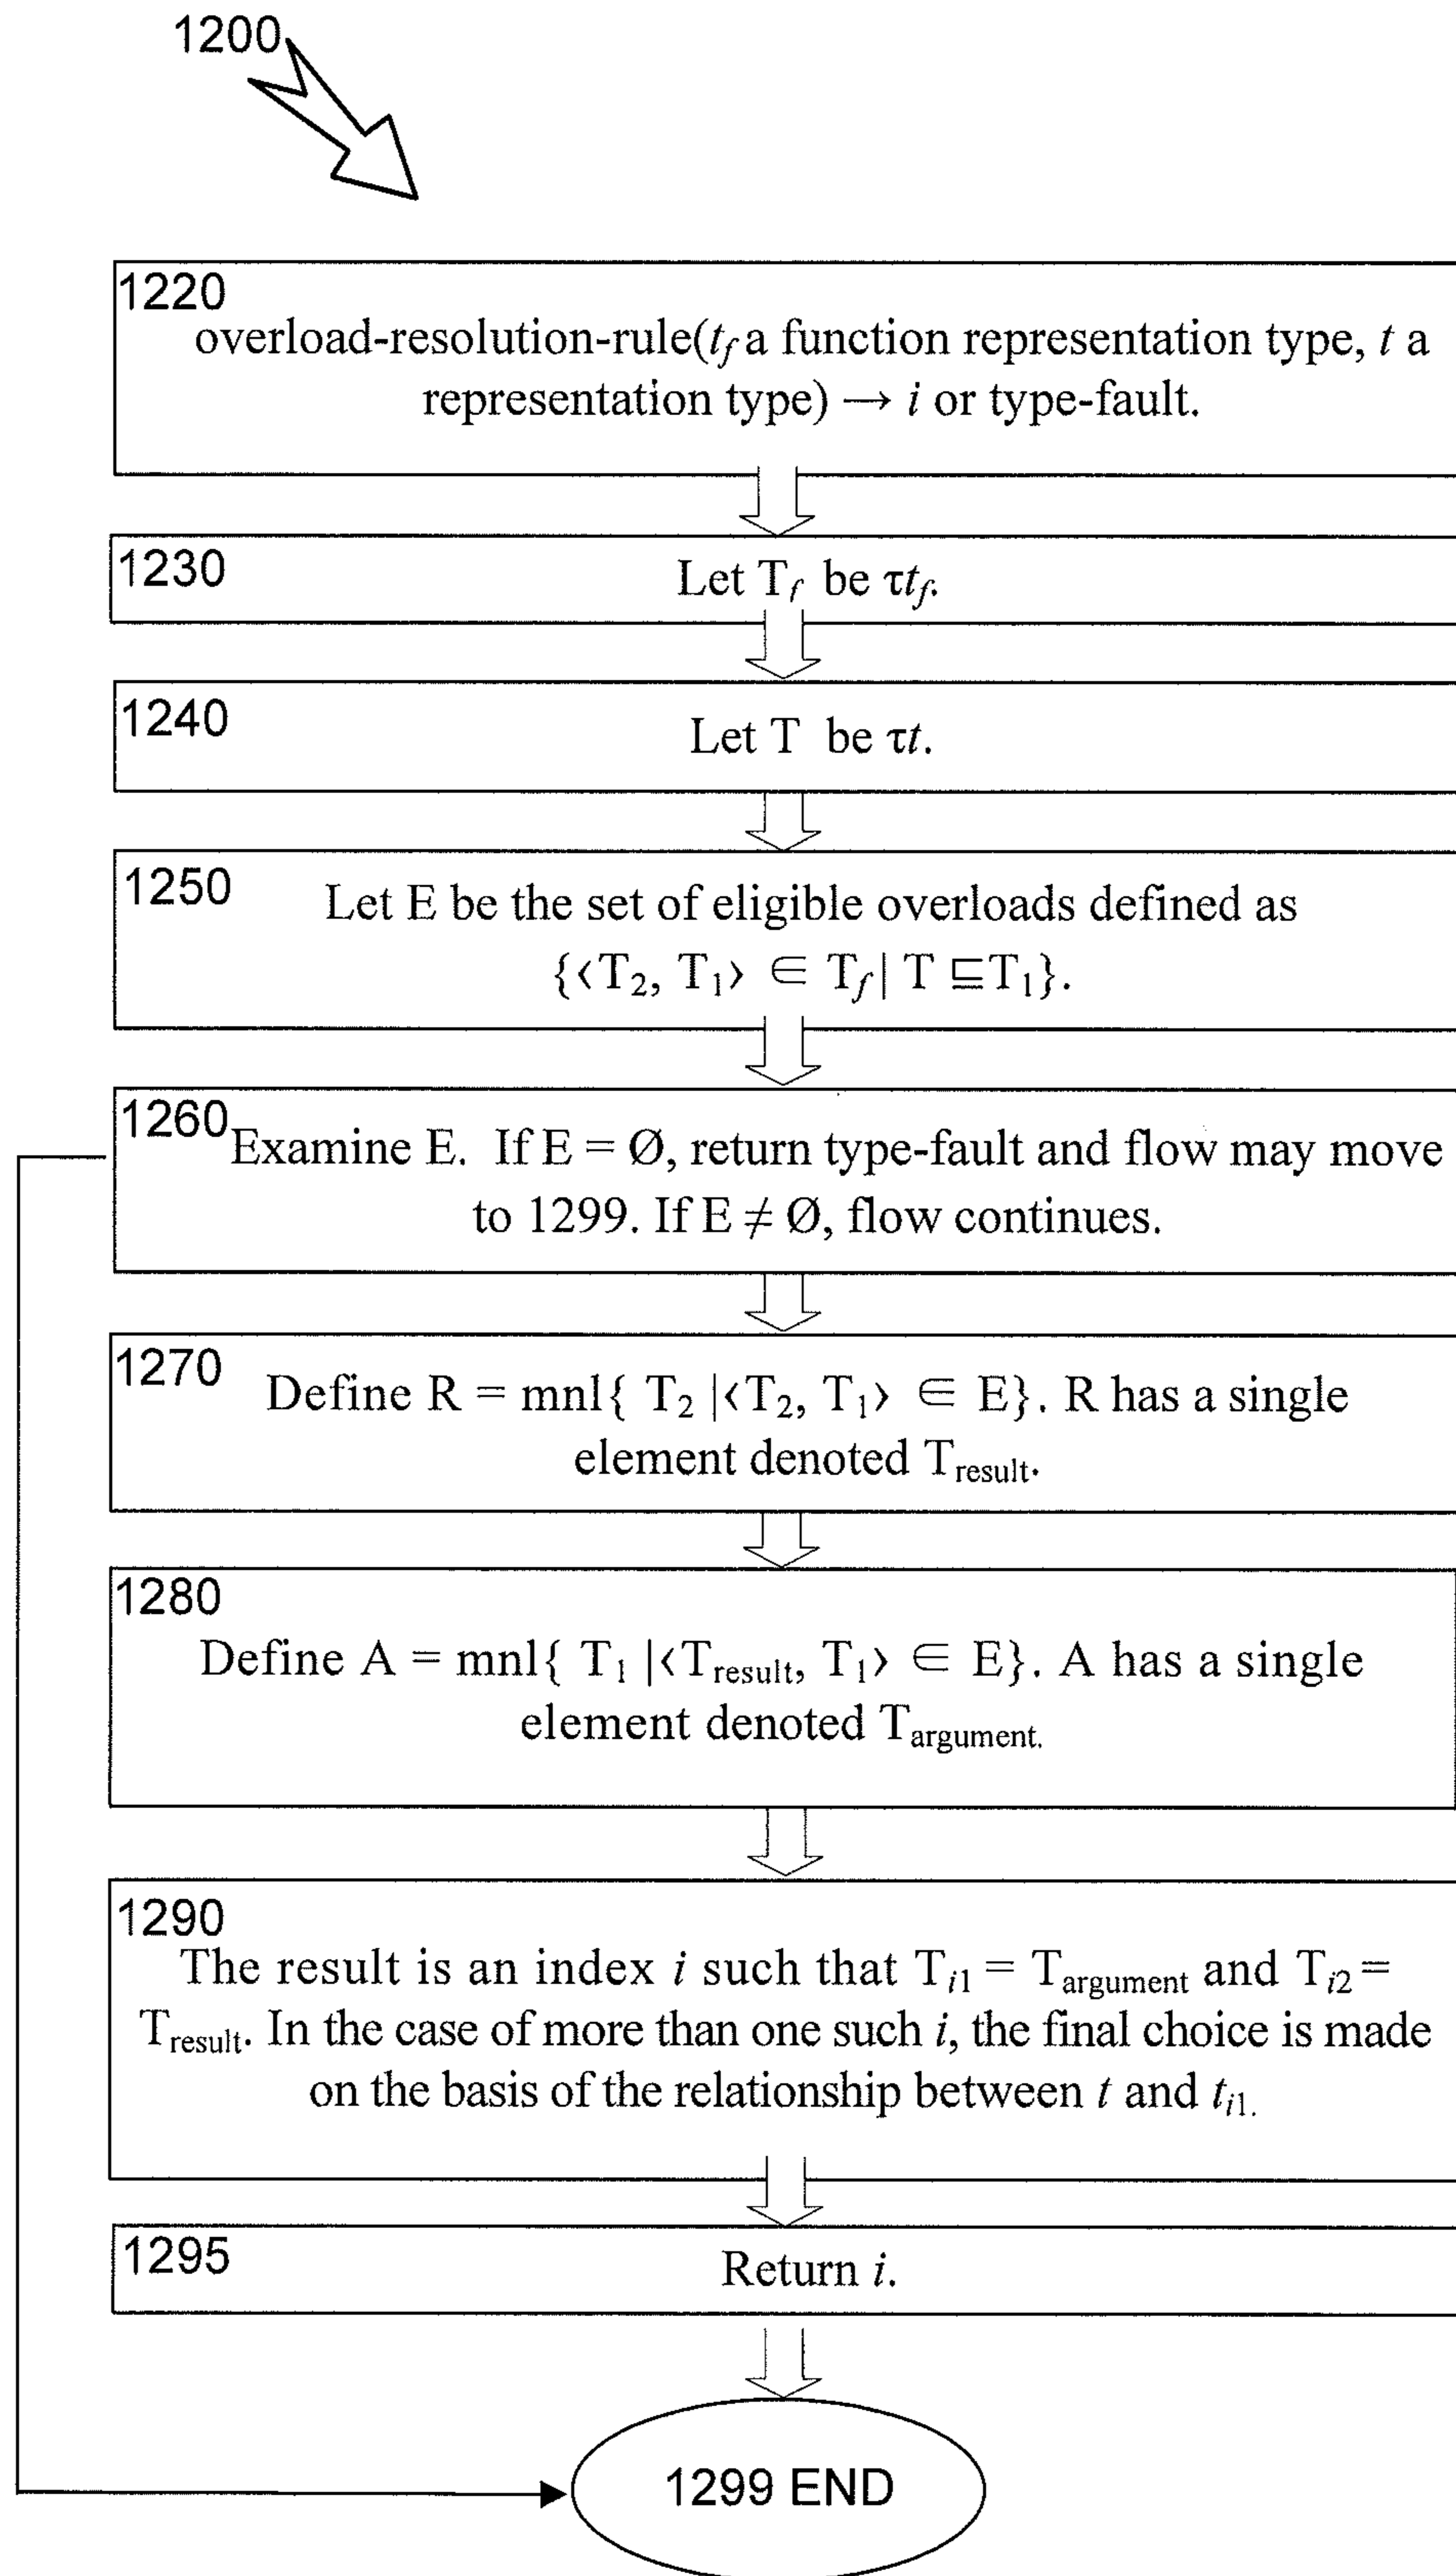 1200
1220
overload-resolution-rule(t_f a function representation type, t a
representation type) → i or type-fault.
1230
Let T_f be τt_f.
1240
Let T be τt.
1250
Let E be the set of eligible overloads defined as
{‹T₂, T₁› ∈ T_f | T ⊑ T₁}.
1260
Examine E. If E = Ø, return type-fault and flow may move
to 1299. If E ≠ Ø, flow continues.
1270
Define R = mnl{ T₂ |‹T₂, T₁› ∈ E}. R has a single
element denoted T_result.
1280
Define A = mnl{ T₁ |‹T_result, T₁› ∈ E}. A has a single
element denoted T_argument.
1290
The result is an index i such that T_i1 = T_argument and T_i2 =
T_result. In the case of more than one such i, the final choice is made
on the basis of the relationship between t and t_i1.
1295
Return i.
1299 END